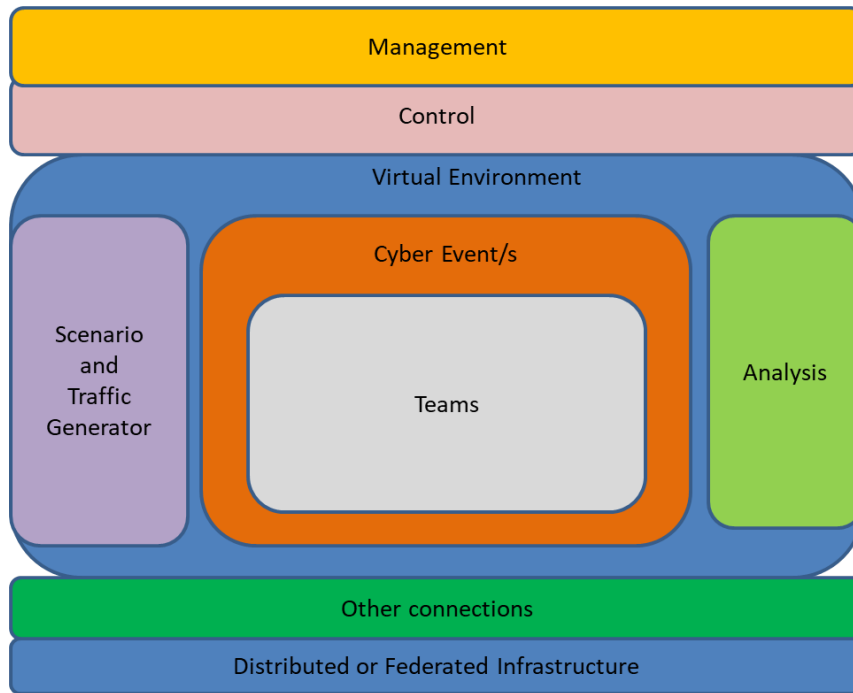 Management
Control
Virtual Environment
Cyber Event/s
Scenario
and
Traffic
Generator
Teams
Analysis
Other connections
Distributed or Federated Infrastructure